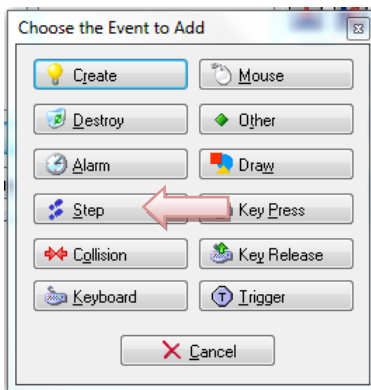 Choose the Event to Add
Create
Mouse
Destroy
Other
Alarm
Draw
Step
Key Press
Collision
Key Release
Keyboard
T Trigger
Cancel